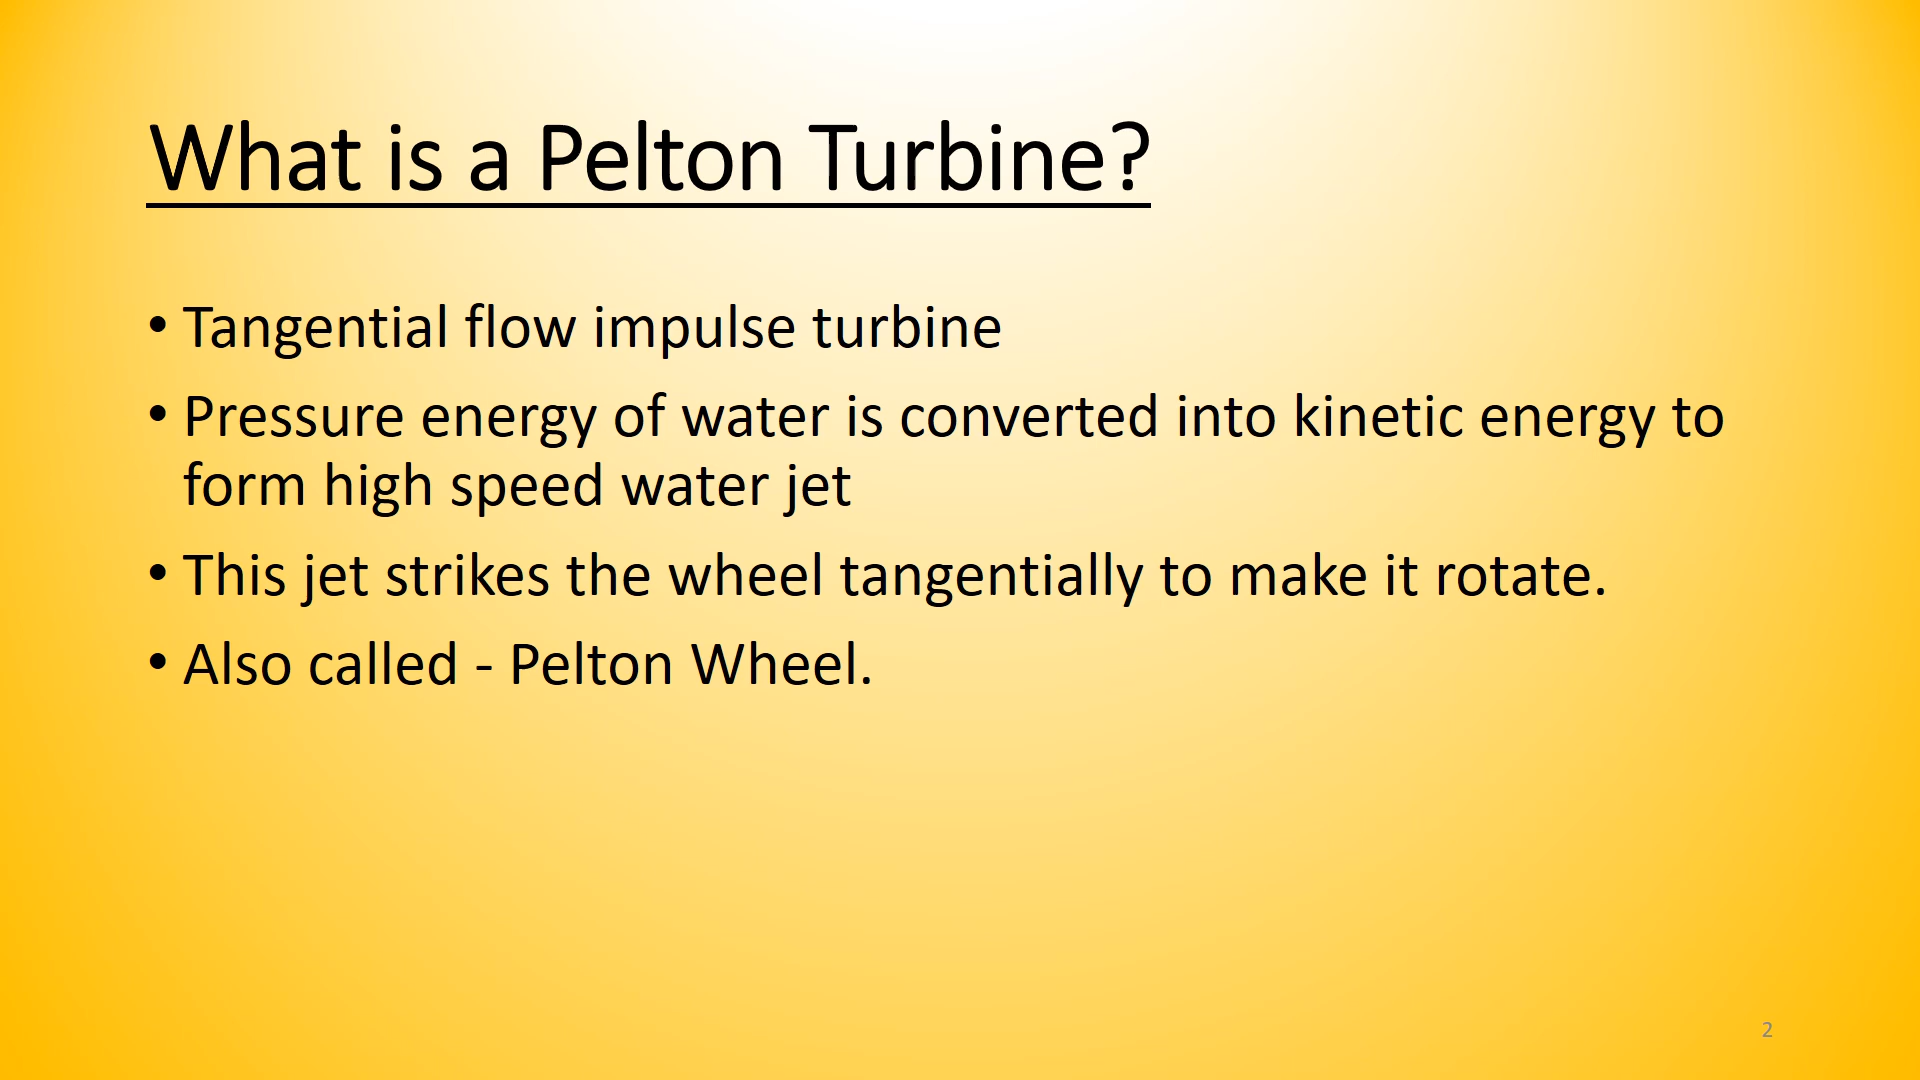 What is a Pelton Turbine?
• Tangential flow impulse turbine
• Pressure energy of water is converted into kinetic energy to
form high speed water jet
• This jet strikes the wheel tangentially to make it rotate.
• Also called - Pelton Wheel.
2